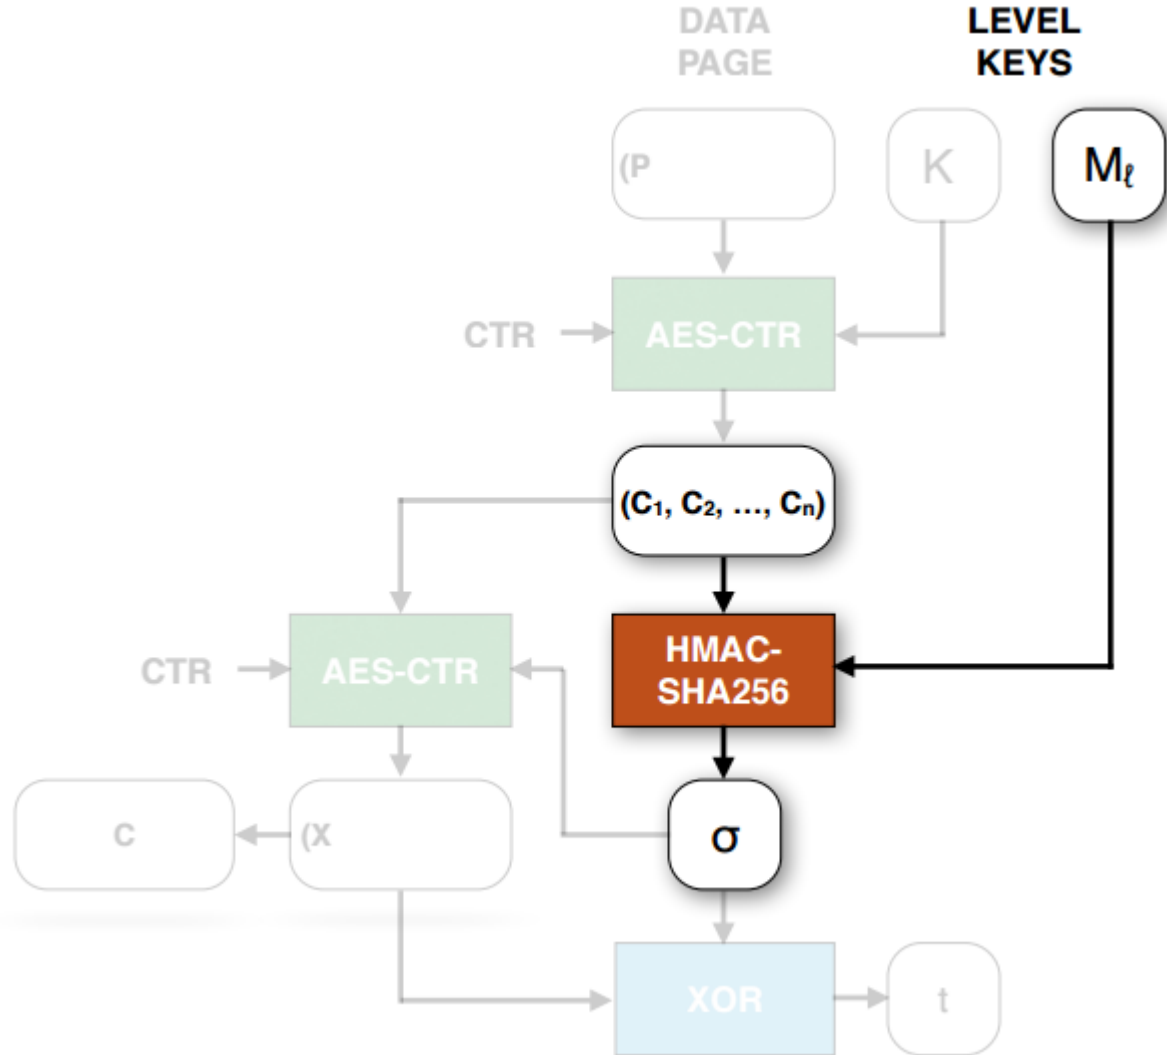 DATA
PAGE
LEVEL
KEYS
(P
K
Mℓ
CTR
AES-CTR
(C₁, C₂, …, Cₙ)
CTR
AES-CTR
HMAC-
SHA256
C
(X
σ
XOR
t